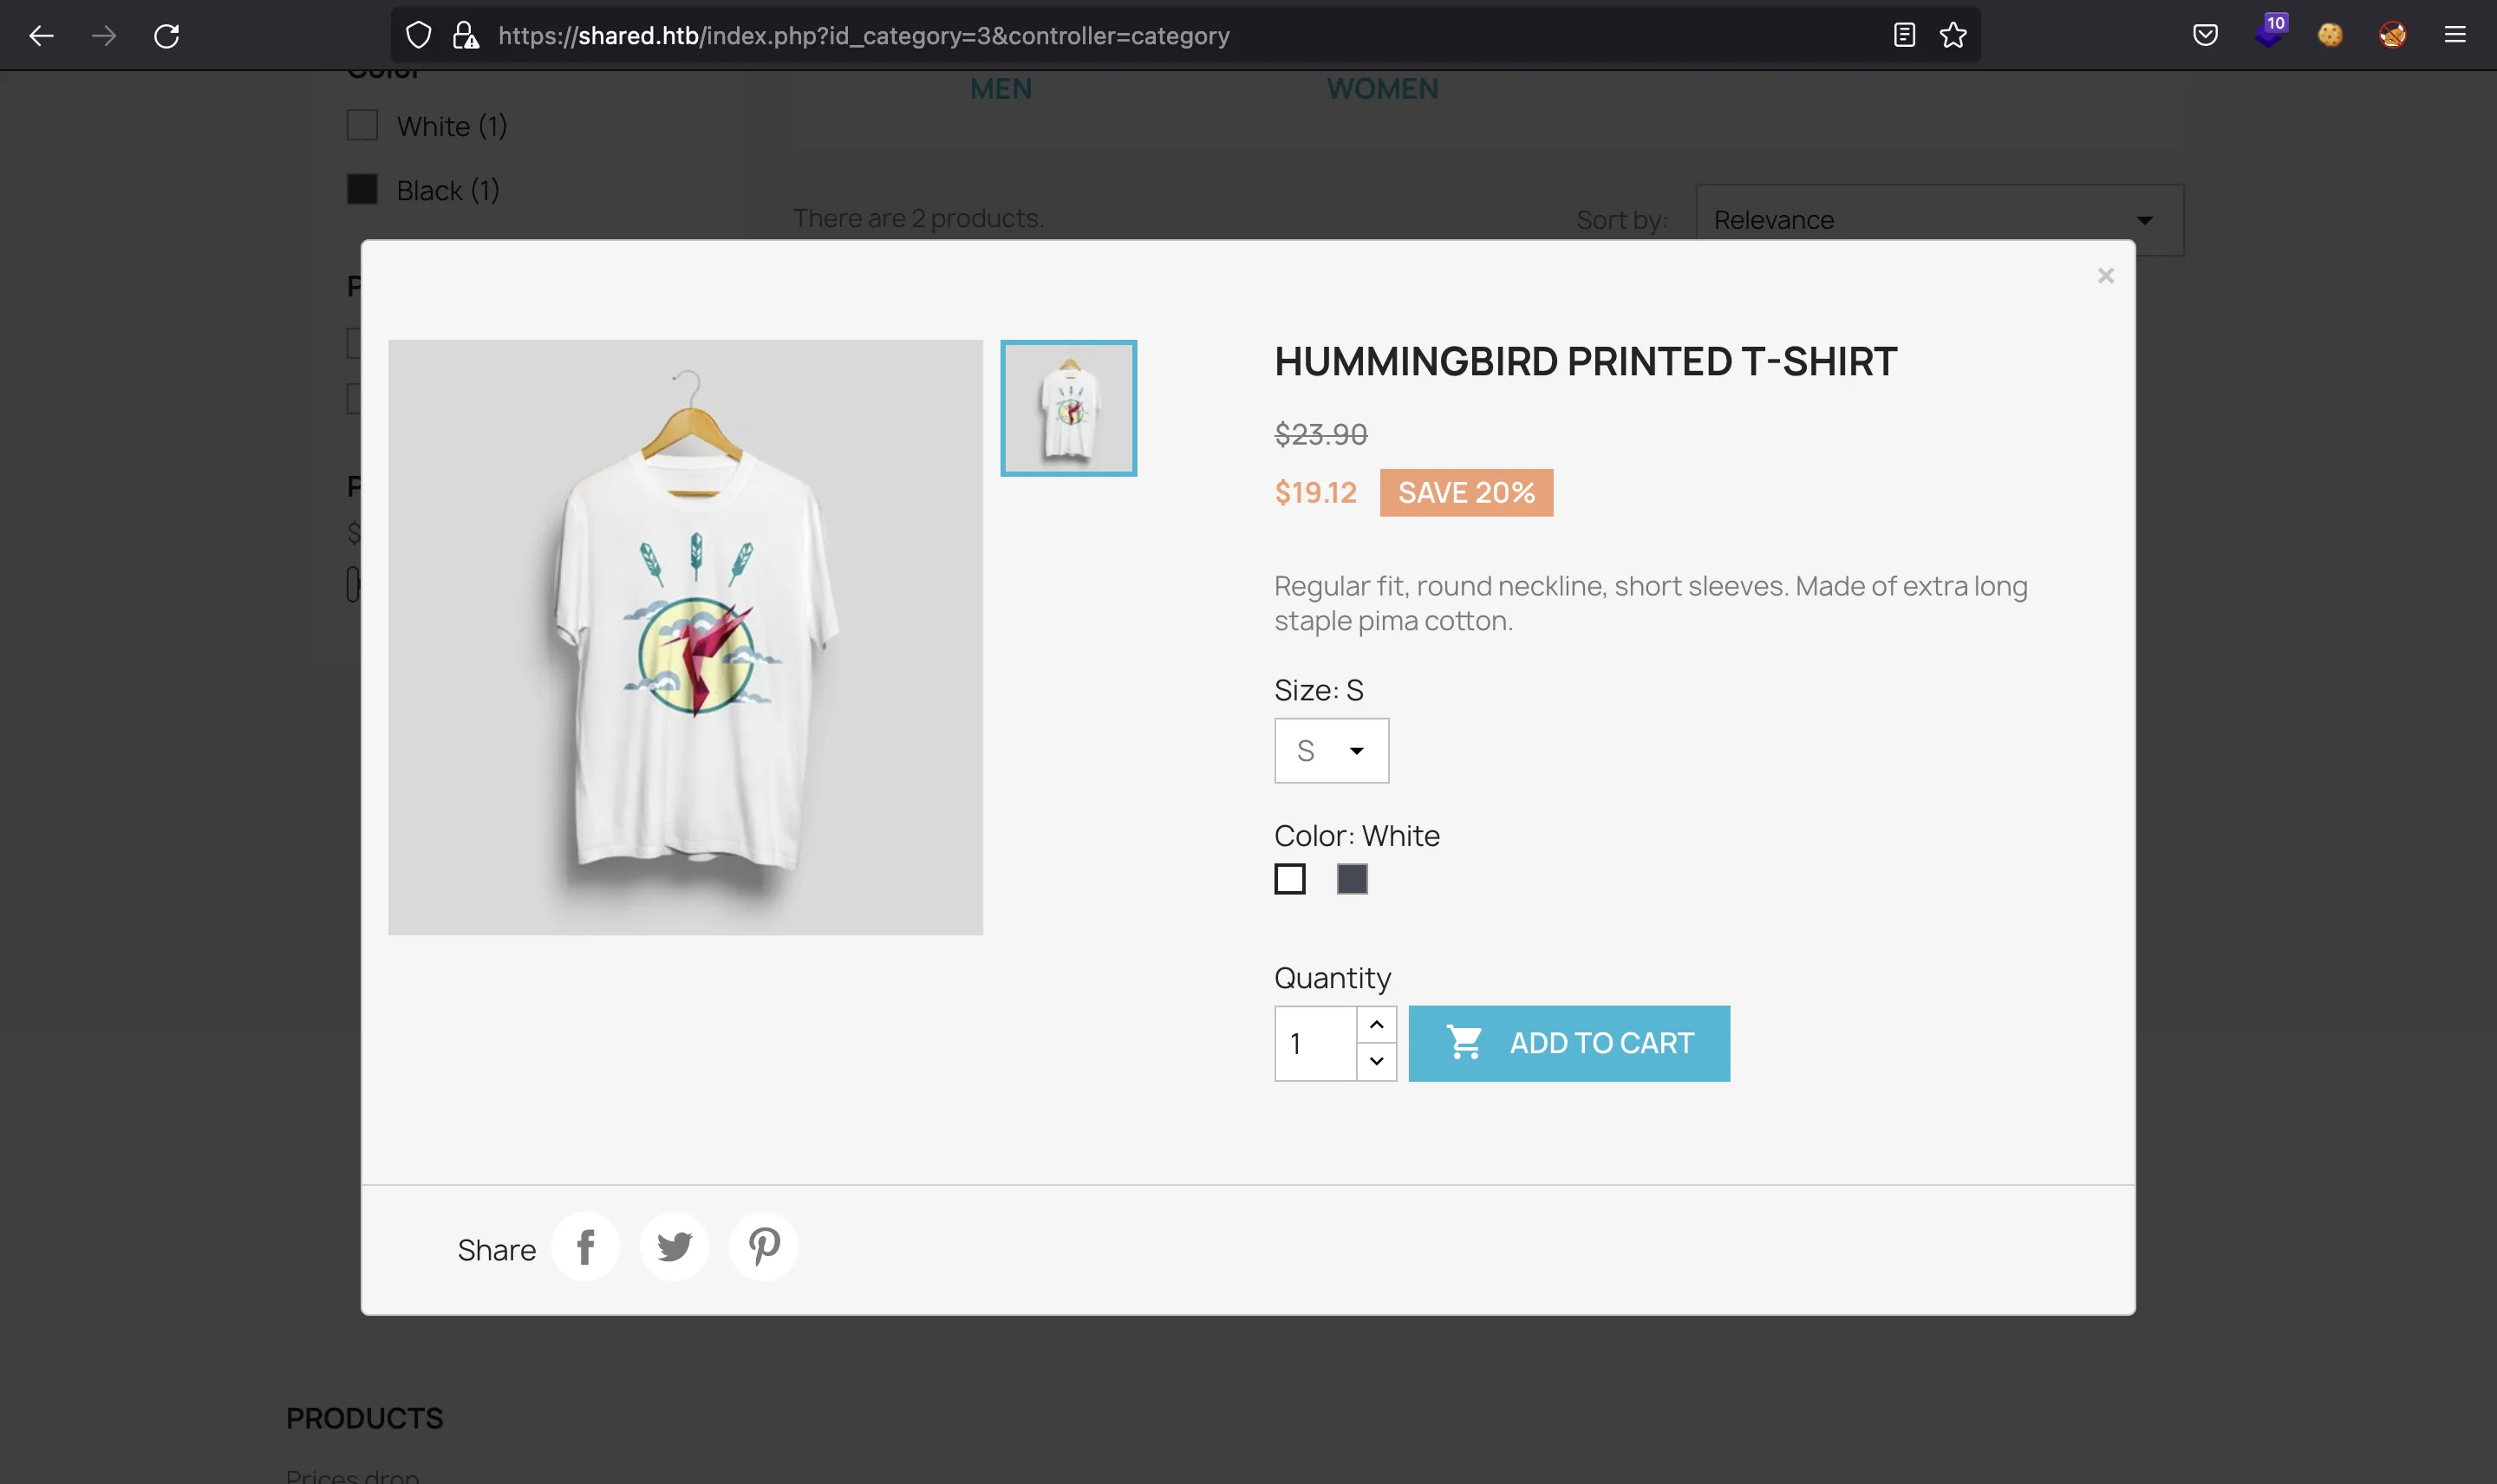 https://shared.htb/index.php?id_category=3&controller=category
10
Color
MEN
WOMEN
White (1)
Black (1)
There are 2 products.
Sort by:
Relevance
HUMMINGBIRD PRINTED T-SHIRT
$23.90
$19.12
SAVE 20%
Regular fit, round neckline, short sleeves. Made of extra long
staple pima cotton.
Size: S
S
Color: White
Quantity
1
ADD TO CART
Share
PRODUCTS
Prices drop